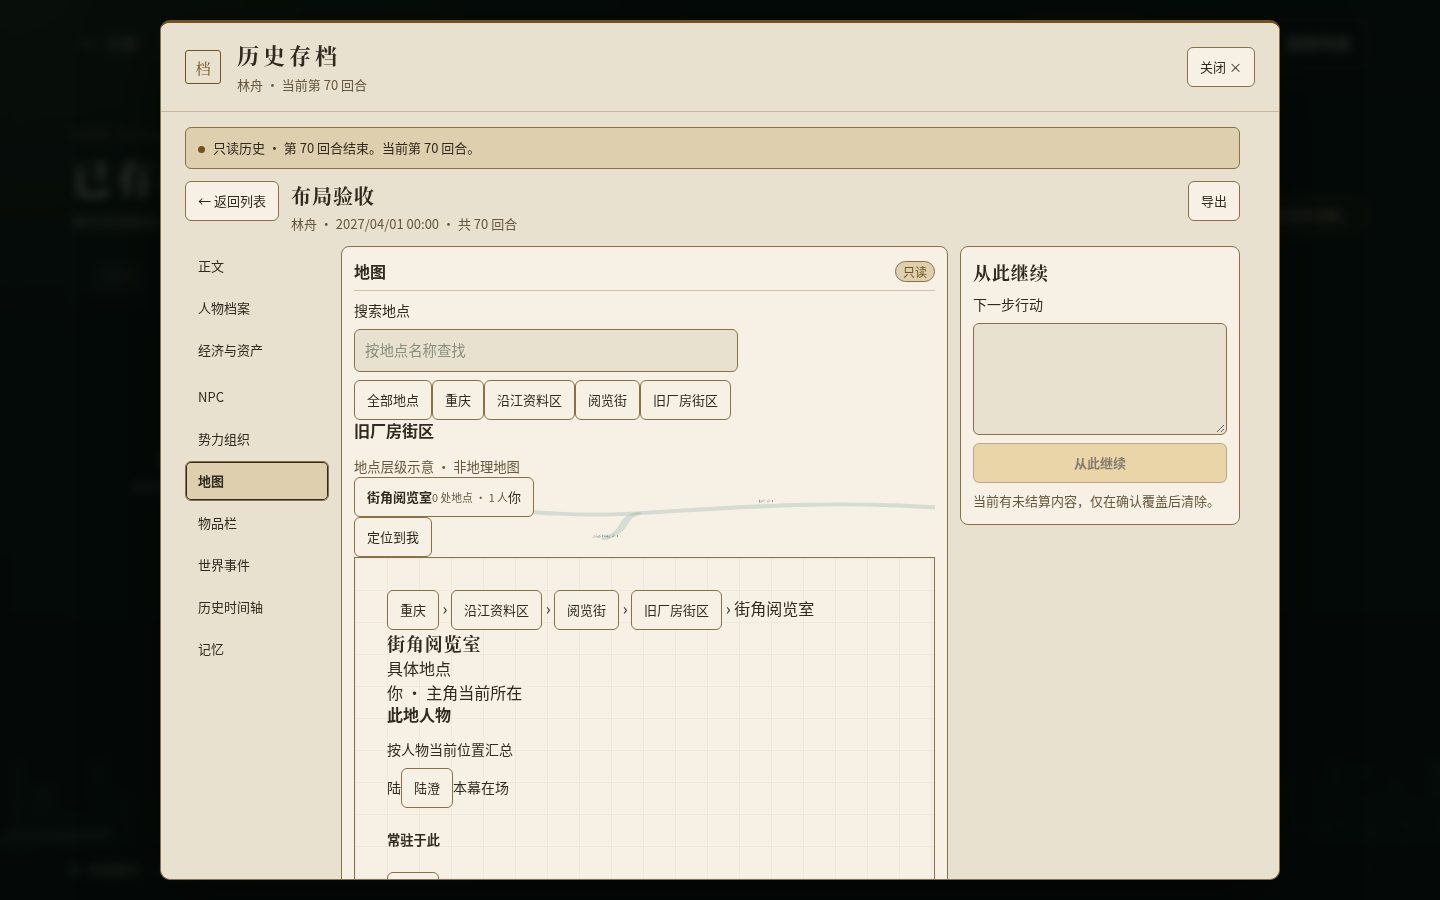 档
历史存档
林舟 · 当前第 70 回合
关闭 ×
只读历史 · 第 70 回合结束。当前第 70 回合。
← 返回列表
布局验收
林舟 · 2027/04/01 00:00 · 共 70 回合
导出
正文
人物档案
经济与资产
NPC
势力组织
地图
物品栏
世界事件
历史时间轴
记忆
地图
只读
搜索地点
按地点名称查找
全部地点 重庆 沿江资料区 阅览街 旧厂房街区
旧厂房街区
地点层级示意 · 非地理地图
街角阅览室0 处地点 · 1 人你
定位到我
重庆 › 沿江资料区 › 阅览街 › 旧厂房街区 › 街角阅览室
街角阅览室
具体地点
你 · 主角当前所在
此地人物
按人物当前位置汇总
陆 陆澄 本幕在场
常驻于此
从此继续
下一步行动
从此继续
当前有未结算内容，仅在确认覆盖后清除。